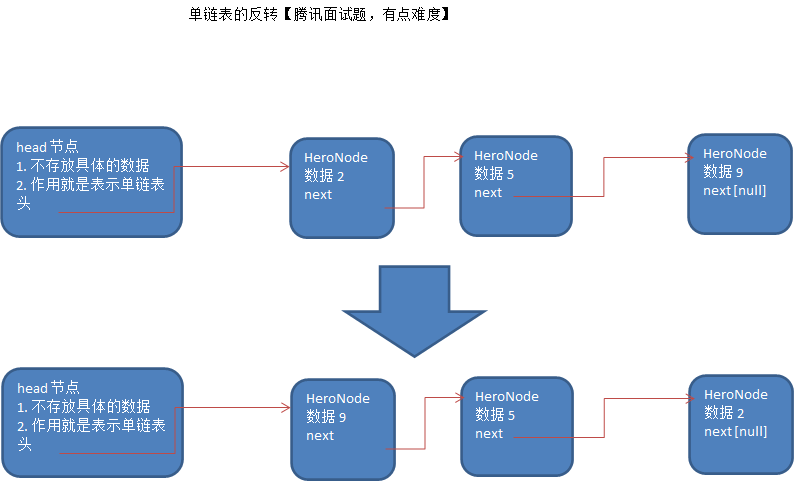 单链表的反转【腾讯面试题，有点难度】
head 节点
1. 不存放具体的数据
2. 作用就是表示单链表
头
HeroNode
数据 2
next
HeroNode
数据 5
next
HeroNode
数据 9
next [null]
head 节点
1. 不存放具体的数据
2. 作用就是表示单链表
头
HeroNode
数据 9
next
HeroNode
数据 5
next
HeroNode
数据 2
next [null]